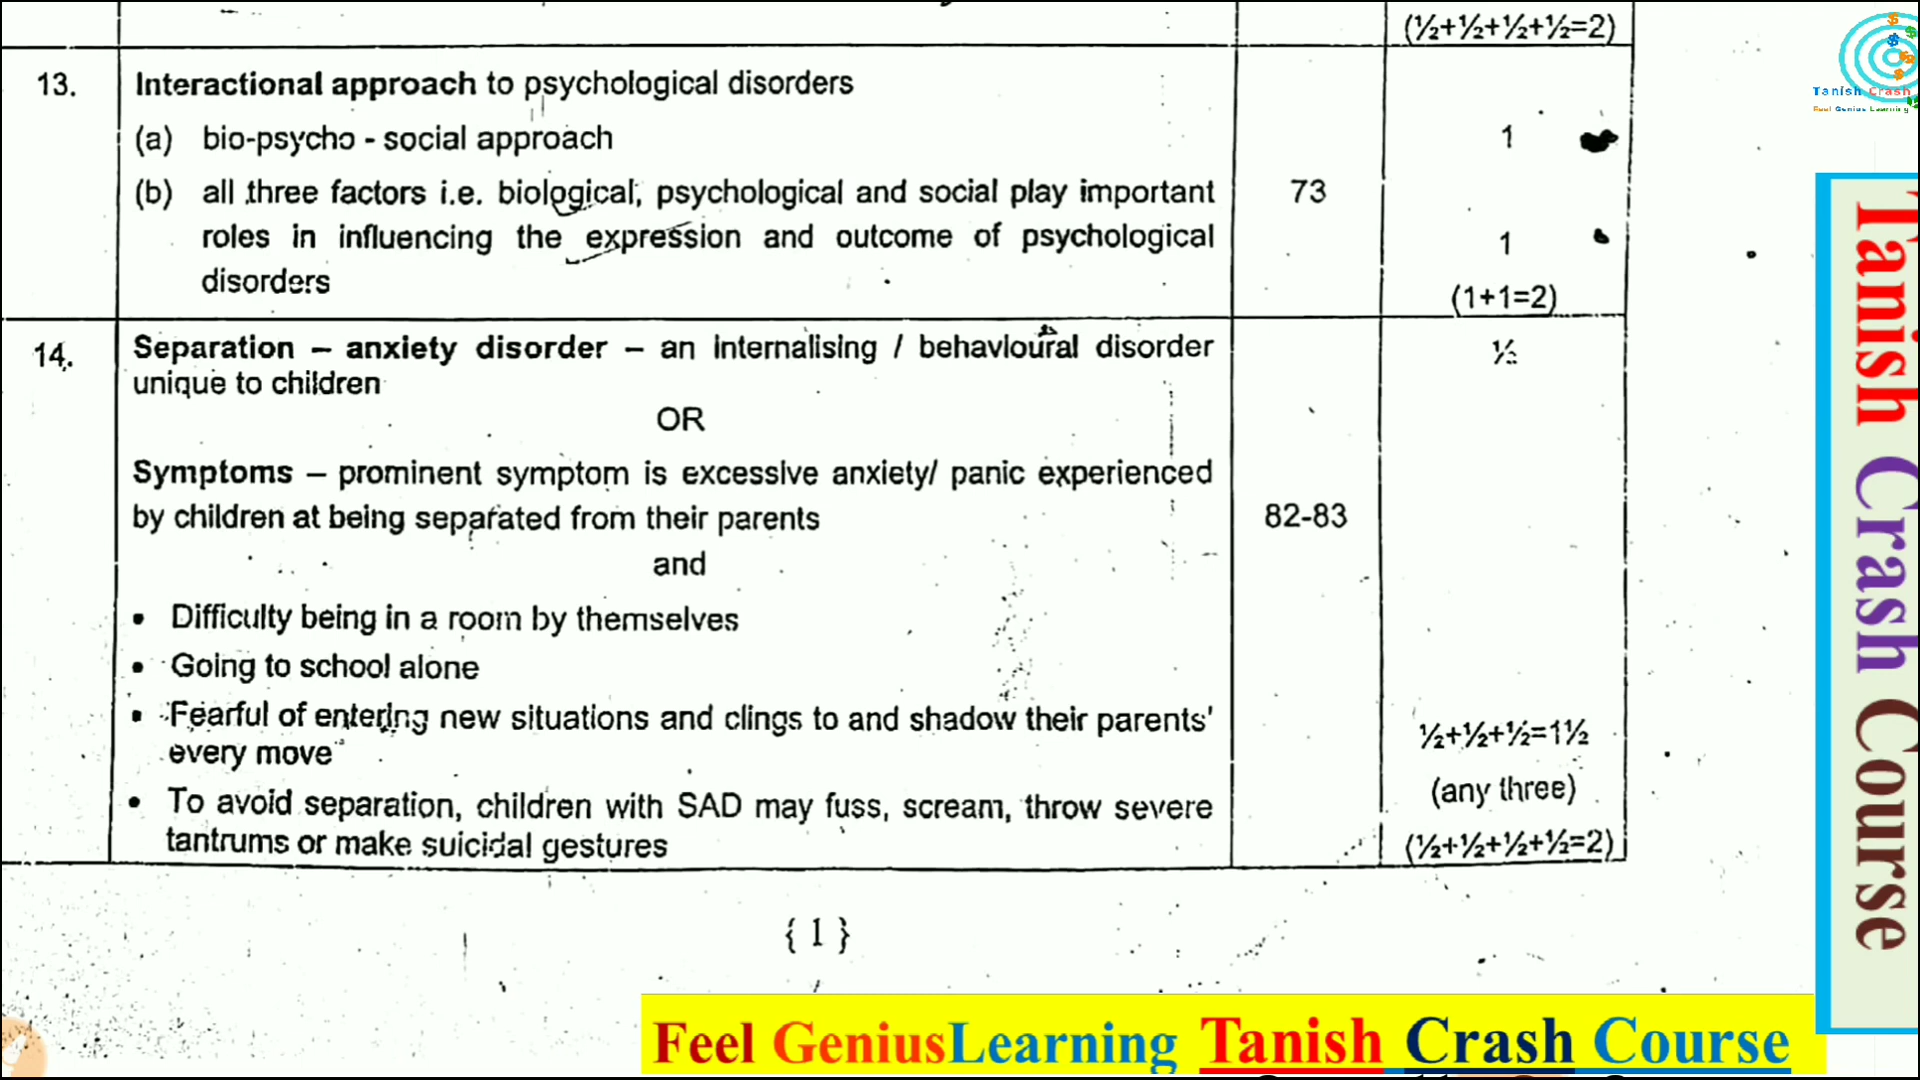 (½+½+½+½=2)
13. Interactional approach to psychological disorders
(a) bio-psycho - social approach 1
(b) all three factors i.e. biological, psychological and social play important 73
roles in influencing the expression and outcome of psychological 1
disorders
(1+1=2)
14. Separation – anxiety disorder – an internalising / behavioural disorder ½
unique to children
OR
Symptoms – prominent symptom is excessive anxiety/ panic experienced
by children at being separated from their parents 82-83
and
• Difficulty being in a room by themselves
• Going to school alone
• Fearful of entering new situations and clings to and shadow their parents' ½+½+½=1½
every move
(any three)
• To avoid separation, children with SAD may fuss, scream, throw severe
tantrums or make suicidal gestures (½+½+½+½=2)
{ 1 }
Feel GeniusLearning Tanish Crash Course
Tanish Crash
Feel Genius Learning
Tanish Crash Course